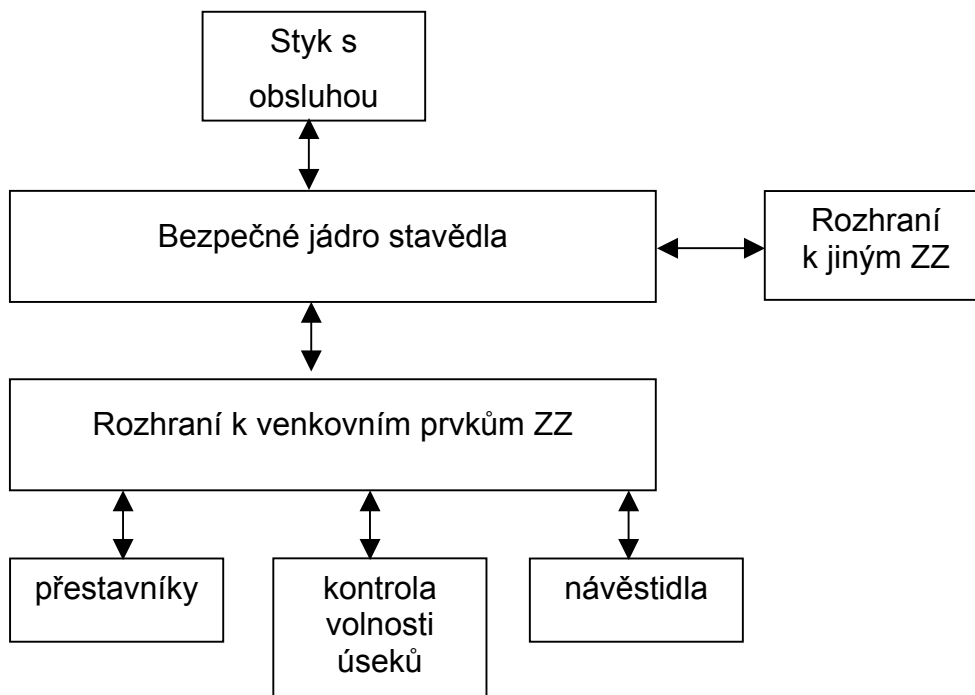 Styk s
obsluhou
Bezpečné jádro stavědla
Rozhraní
k jiným ZZ
Rozhraní k venkovním prvkům ZZ
přestavníky
kontrola
volnosti
úseků
návěstidla